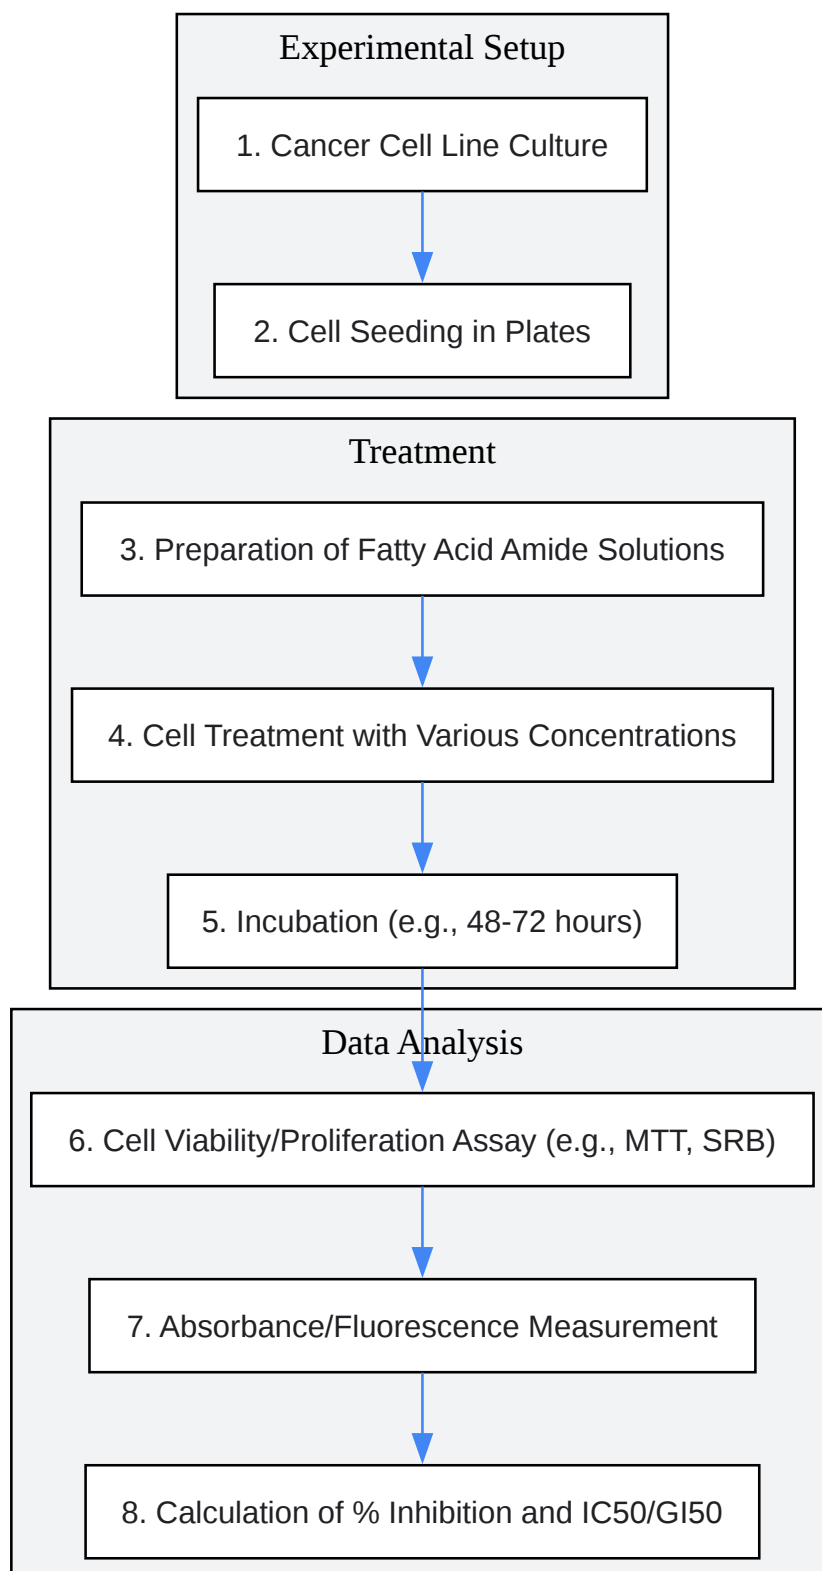 Experimental Setup
1. Cancer Cell Line Culture
2. Cell Seeding in Plates
Treatment
3. Preparation of Fatty Acid Amide Solutions
4. Cell Treatment with Various Concentrations
5. Incubation (e.g., 48-72 hours)
Data Analysis
6. Cell Viability/Proliferation Assay (e.g., MTT, SRB)
7. Absorbance/Fluorescence Measurement
8. Calculation of % Inhibition and IC50/GI50